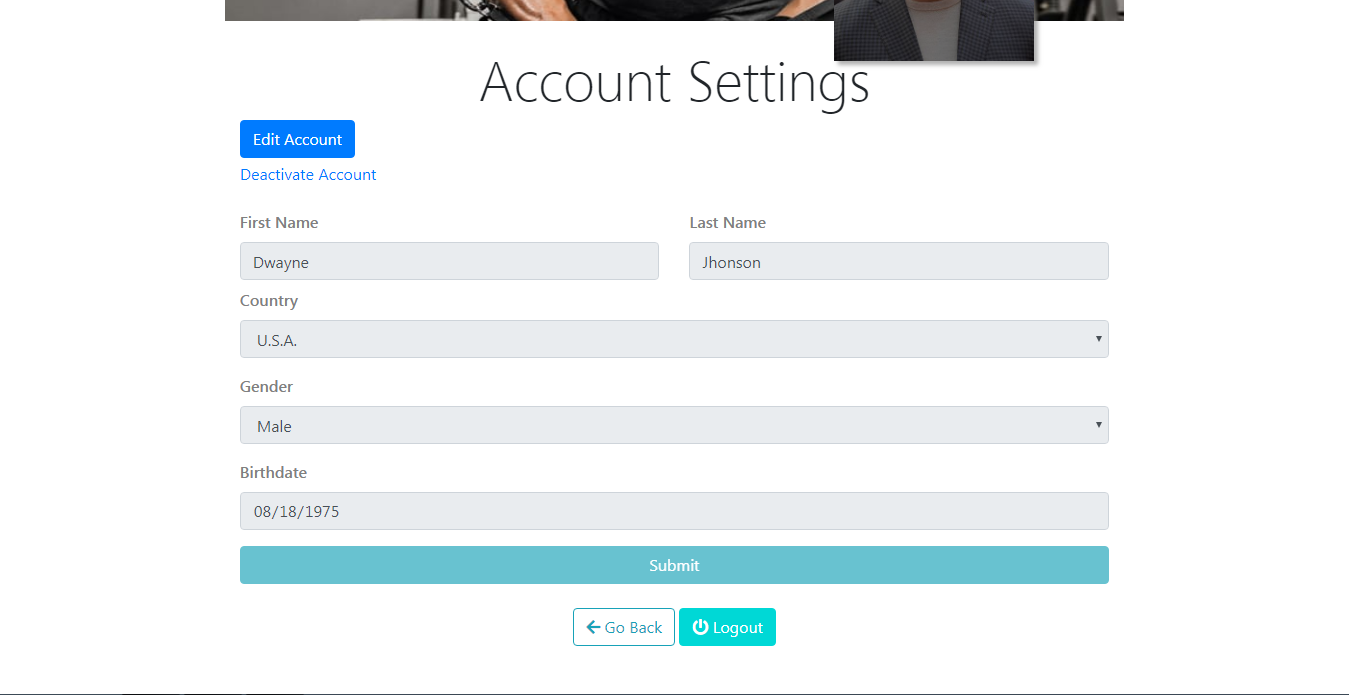 Account Settings
Edit Account
Deactivate Account
First Name
Last Name
Dwayne
Jhonson
Country
U.S.A.
Gender
Male
Birthdate
08/18/1975
Submit
Go Back
Logout